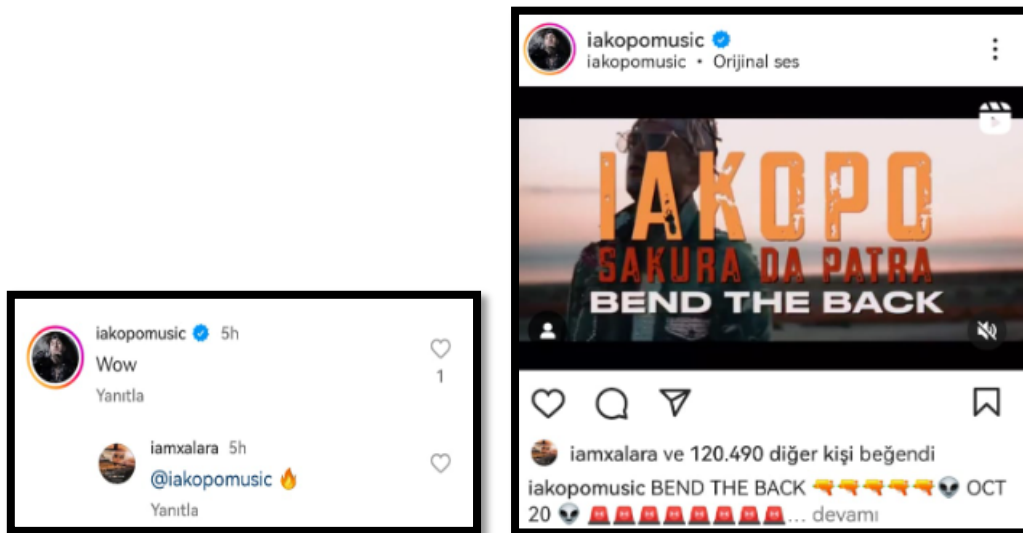 iakopomusic 5h
Wow
1
Yanıtla
iamxalara 5h
@iakopomusic 🔥
Yanıtla
iakopomusic
iakopomusic • Orijinal ses
IAKOPO
SAKURA DA PATRA
BEND THE BACK
iamxalara ve 120.490 diğer kişi beğendi
iakopomusic BEND THE BACK 🔫🔫🔫🔫🔫👽 OCT
20 👽 🚨🚨🚨🚨🚨🚨🚨🚨... devamı